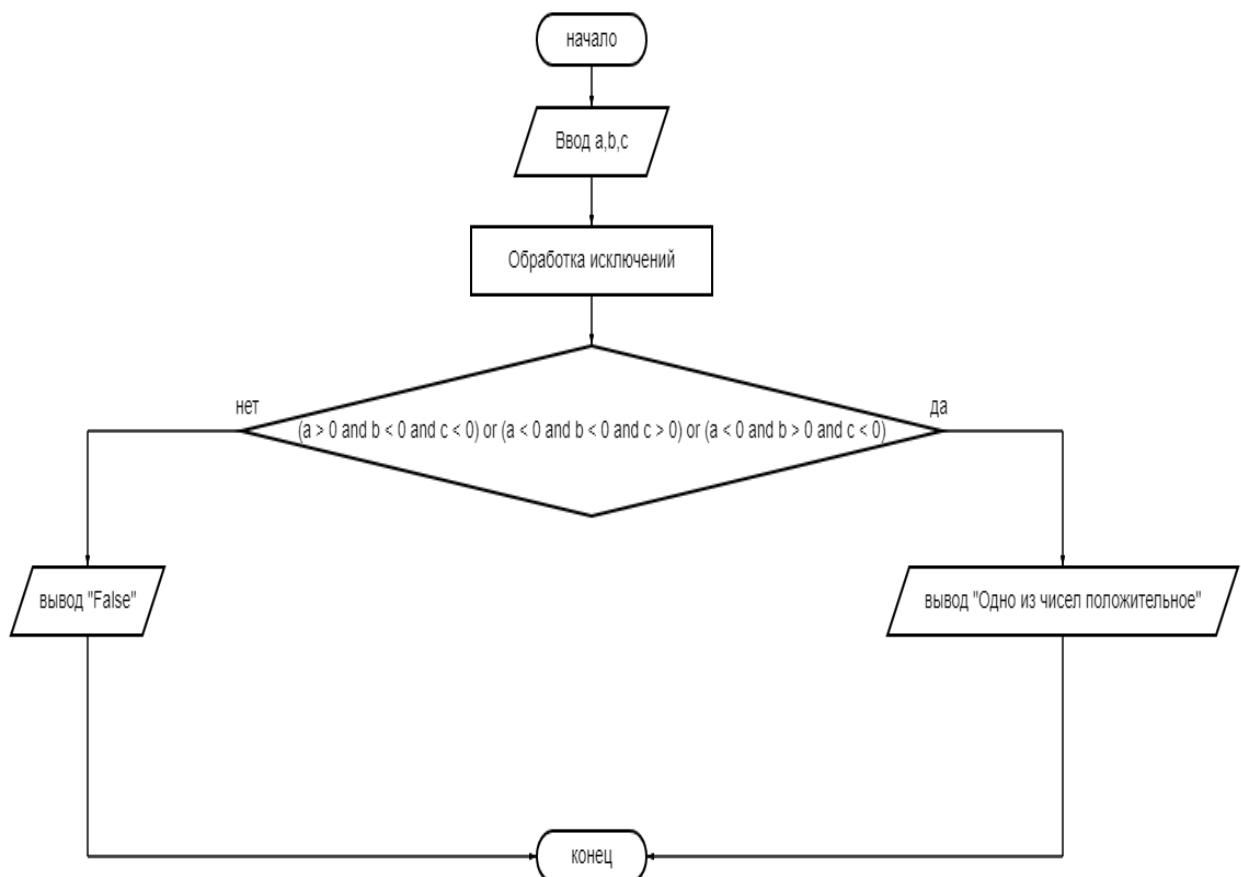 начало
Ввод a,b,c
Обработка исключений
нет
да
(a > 0 and b < 0 and c < 0) or (a < 0 and b < 0 and c > 0) or (a < 0 and b > 0 and c < 0)
вывод "False"
вывод "Одно из чисел положительное"
конец